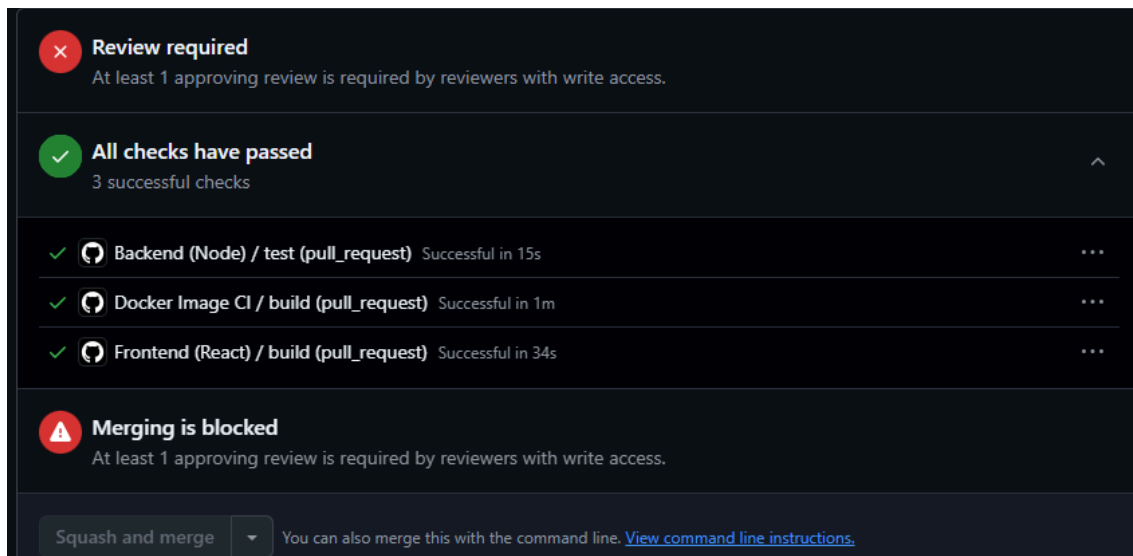 Review required
At least 1 approving review is required by reviewers with write access.
All checks have passed
3 successful checks
Backend (Node) / test (pull_request) Successful in 15s
Docker Image CI / build (pull_request) Successful in 1m
Frontend (React) / build (pull_request) Successful in 34s
Merging is blocked
At least 1 approving review is required by reviewers with write access.
Squash and merge You can also merge this with the command line. View command line instructions.